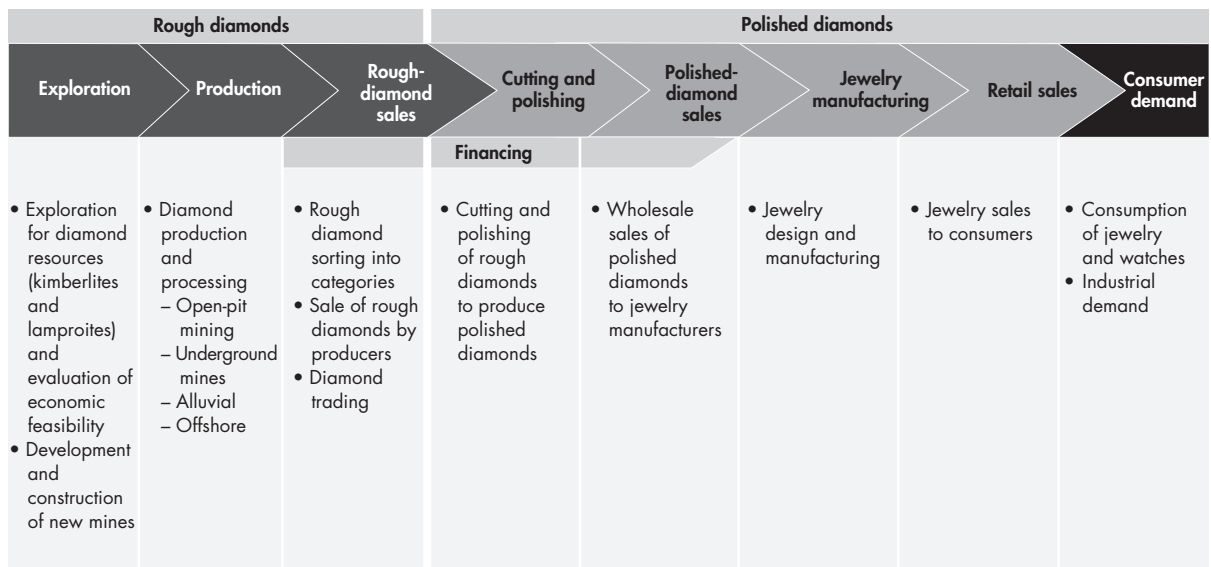 Rough diamonds
Polished diamonds
Exploration
Production
Rough-
diamond
sales
Cutting and
polishing
Polished-
diamond
sales
Jewelry
manufacturing
Retail sales
Consumer
demand
Financing
• Exploration
for diamond
resources
(kimberlites
and
lamproites)
and
evaluation of
economic
feasibility
• Development
and
construction
of new mines
• Diamond
production
and
processing
– Open-pit
mining
– Underground
mines
– Alluvial
– Offshore
• Rough
diamond
sorting into
categories
• Sale of rough
diamonds by
producers
• Diamond
trading
• Cutting and
polishing
of rough
diamonds
to produce
polished
diamonds
• Wholesale
sales of
polished
diamonds
to jewelry
manufacturers
• Jewelry
design and
manufacturing
• Jewelry sales
to consumers
• Consumption
of jewelry
and watches
• Industrial
demand